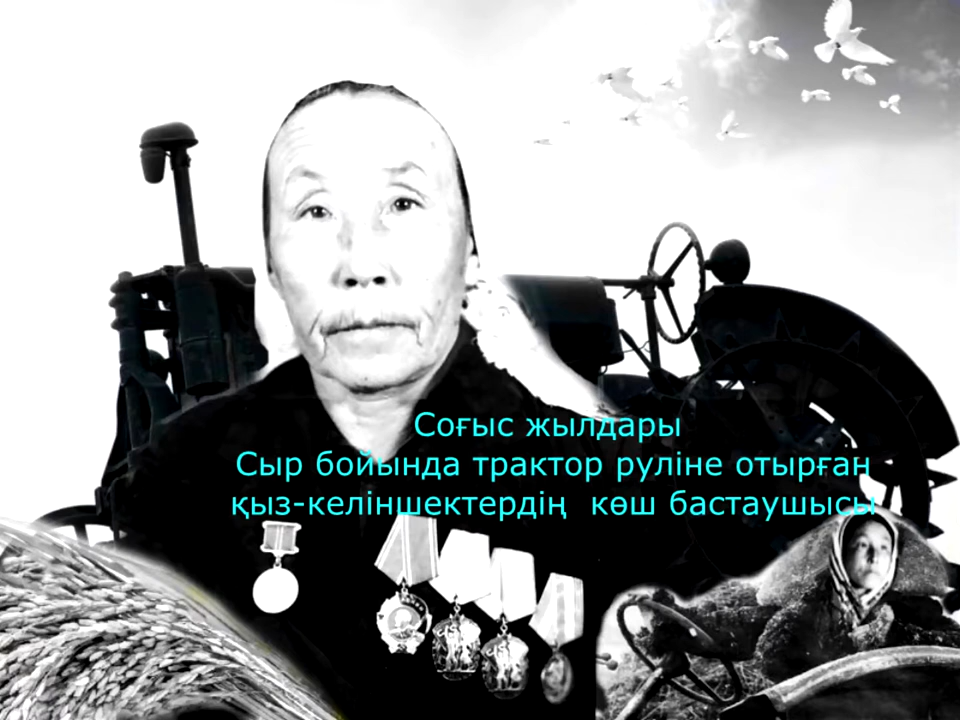 Соғыс жылдары
Сыр бойында трактор руліне отырған
қыз-келіншектердің көш бастаушысы